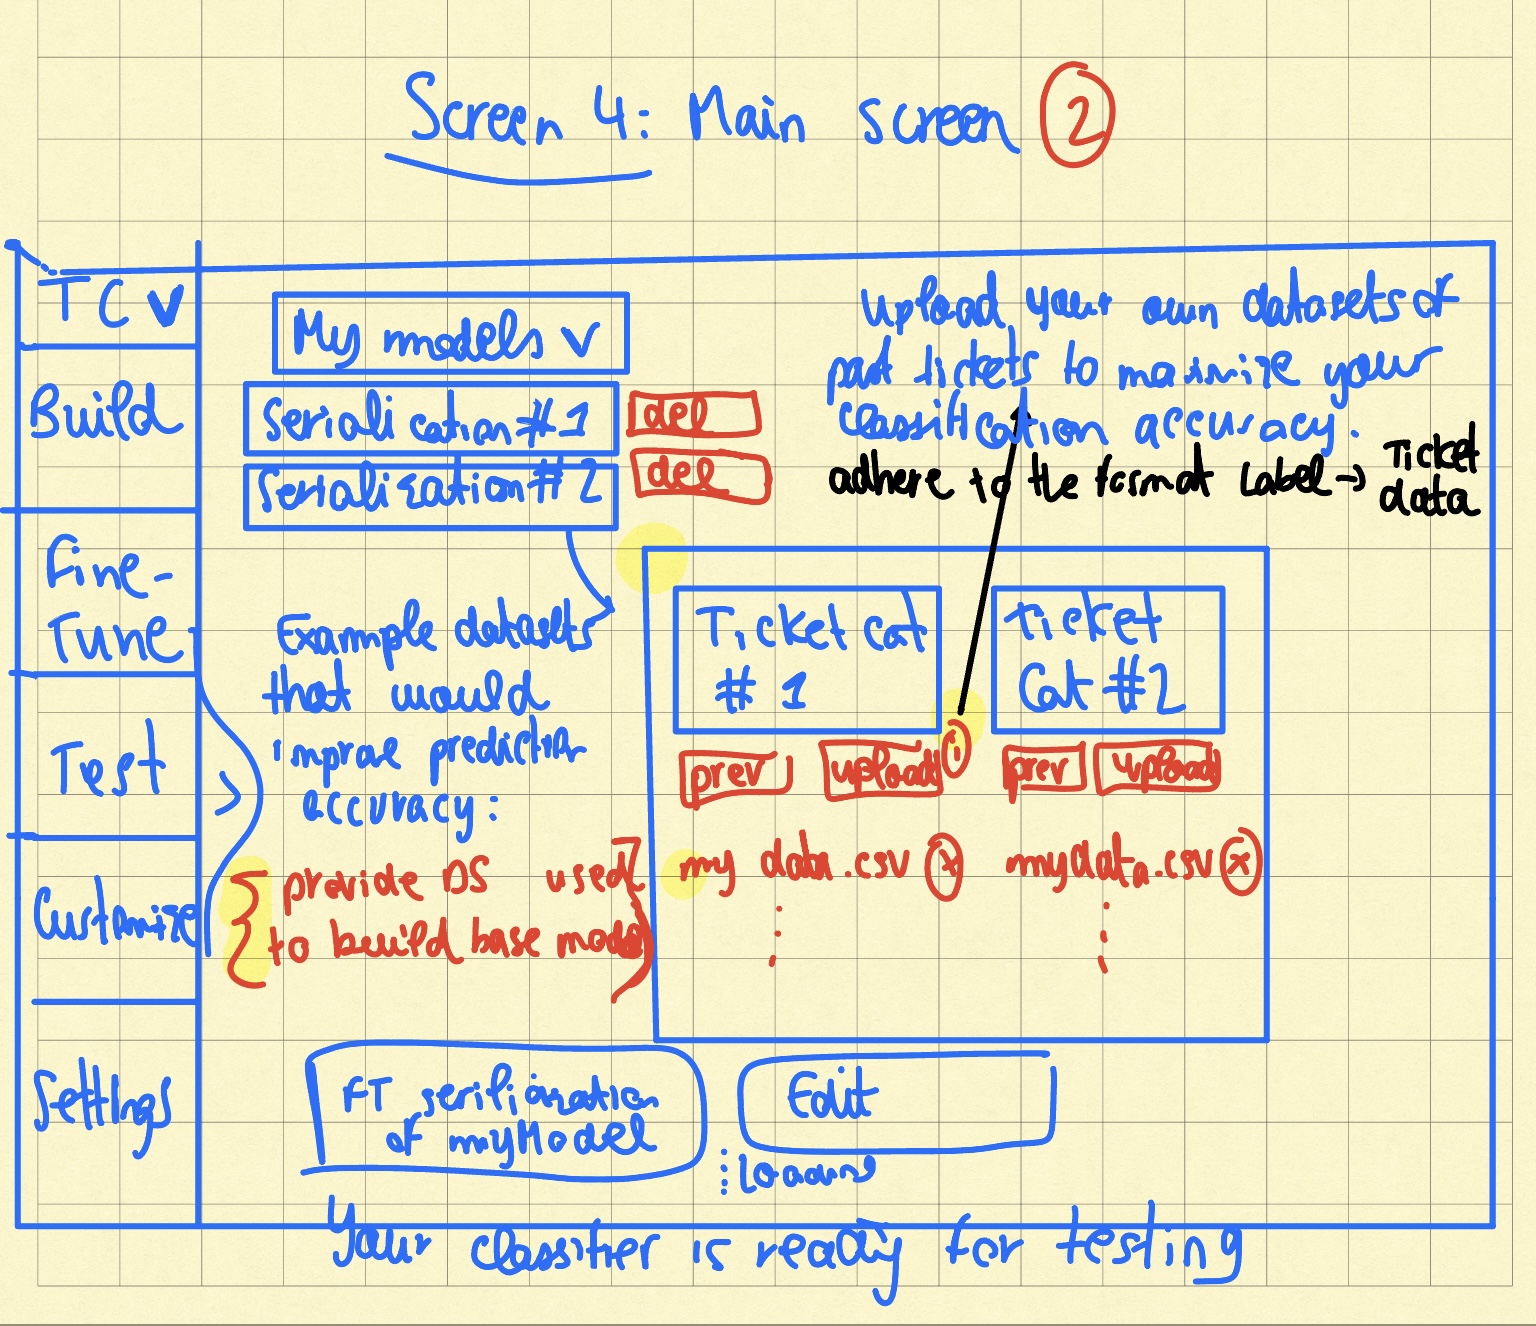 Screen 4: Main screen 2
TC V
Build
Fine-
Tune
Test
Customise
Settings
My models v
Serialication #1
del
Serialization #2
del
upload your own datasets of
past tickets to maximize your
classification accuracy.
adhere to the format Label → Ticket
data
Example datasets
that would
improve prediction
accuracy:
{ provide DS used
to build base model }
Ticket cat
# 1
prev
upload
i
my data.csv x
Ticket
Cat #2
prev
upload
mydata.csv x
FT
of myModel
Edit
Your classifier is ready for testing